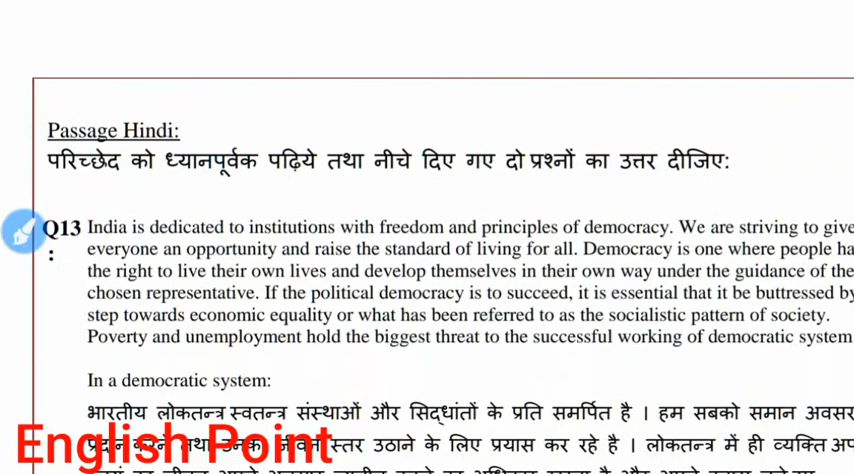 Passage Hindi:
परिच्छेद को ध्यानपूर्वक पढ़िये तथा नीचे दिए गए दो प्रश्नों का उत्तर दीजिए:
Q13 India is dedicated to institutions with freedom and principles of democracy. We are striving to give
: everyone an opportunity and raise the standard of living for all. Democracy is one where people ha
the right to live their own lives and develop themselves in their own way under the guidance of the
chosen representative. If the political democracy is to succeed, it is essential that it be buttressed by
step towards economic equality or what has been referred to as the socialistic pattern of society.
Poverty and unemployment hold the biggest threat to the successful working of democratic system
In a democratic system:
भारतीय लोकतन्त्र स्वतन्त्र संस्थाओं और सिद्धांतों के प्रति समर्पित है । हम सबको समान अवसर
स्तर उठाने के लिए प्रयास कर रहे है । लोकतन्त्र में ही व्यक्ति अप
English Point